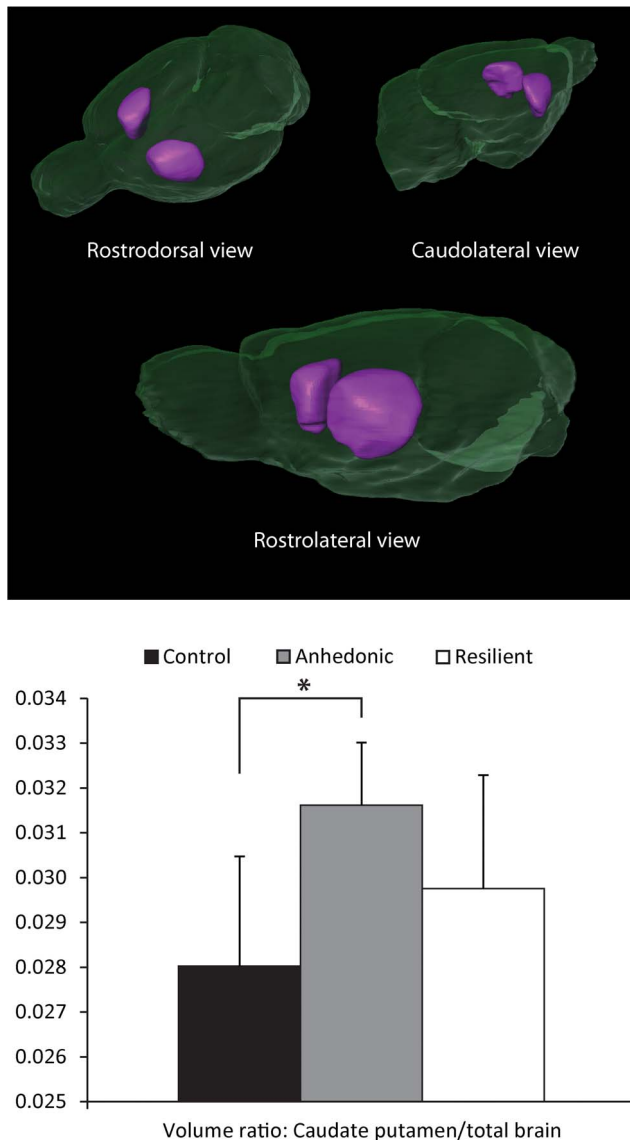 Rostrodorsal view
Caudolateral view
Rostrolateral view
Control Anhedonic Resilient
*
0.034
0.033
0.032
0.031
0.030
0.029
0.028
0.027
0.026
0.025
Volume ratio: Caudate putamen/total brain